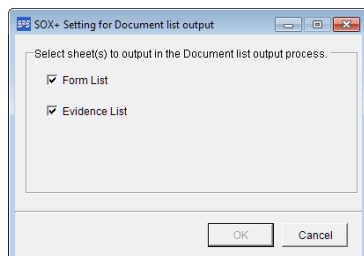 SPS SOX+ Setting for Document list output
Select sheet(s) to output in the Document list output process.
Form List
Evidence List
OK
Cancel